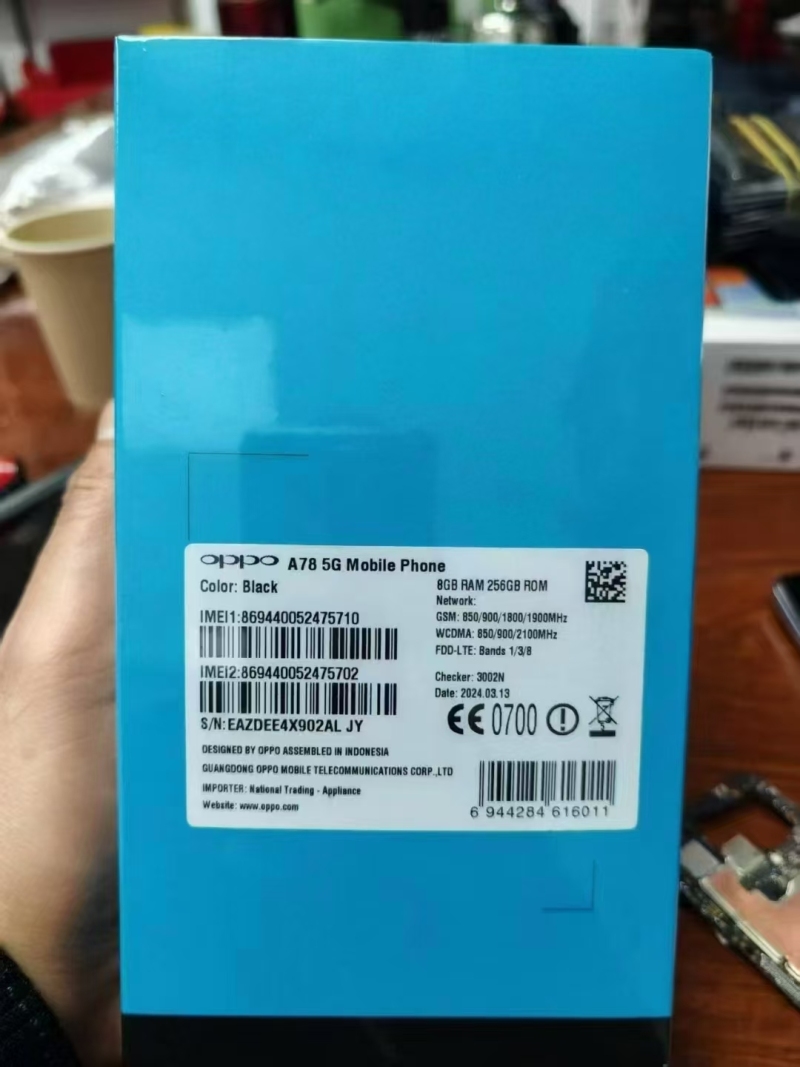 oppo A78 5G Mobile Phone
Color: Black
8GB RAM 256GB ROM
Network:
GSM: 850/900/1800/1900MHz
WCDMA: 850/900/2100MHz
FDD-LTE: Bands 1/3/8
IMEI1:869440052475710
IMEI2:869440052475702
S/N:EAZDEE4X902AL JY
Checker: 3002N
Date: 2024.03.13
CE 0700
DESIGNED BY OPPO ASSEMBLED IN INDONESIA
GUANGDONG OPPO MOBILE TELECOMMUNICATIONS CORP.,LTD
IMPORTER: National Trading - Appliance
Website: www.oppo.com
6 944284 616011